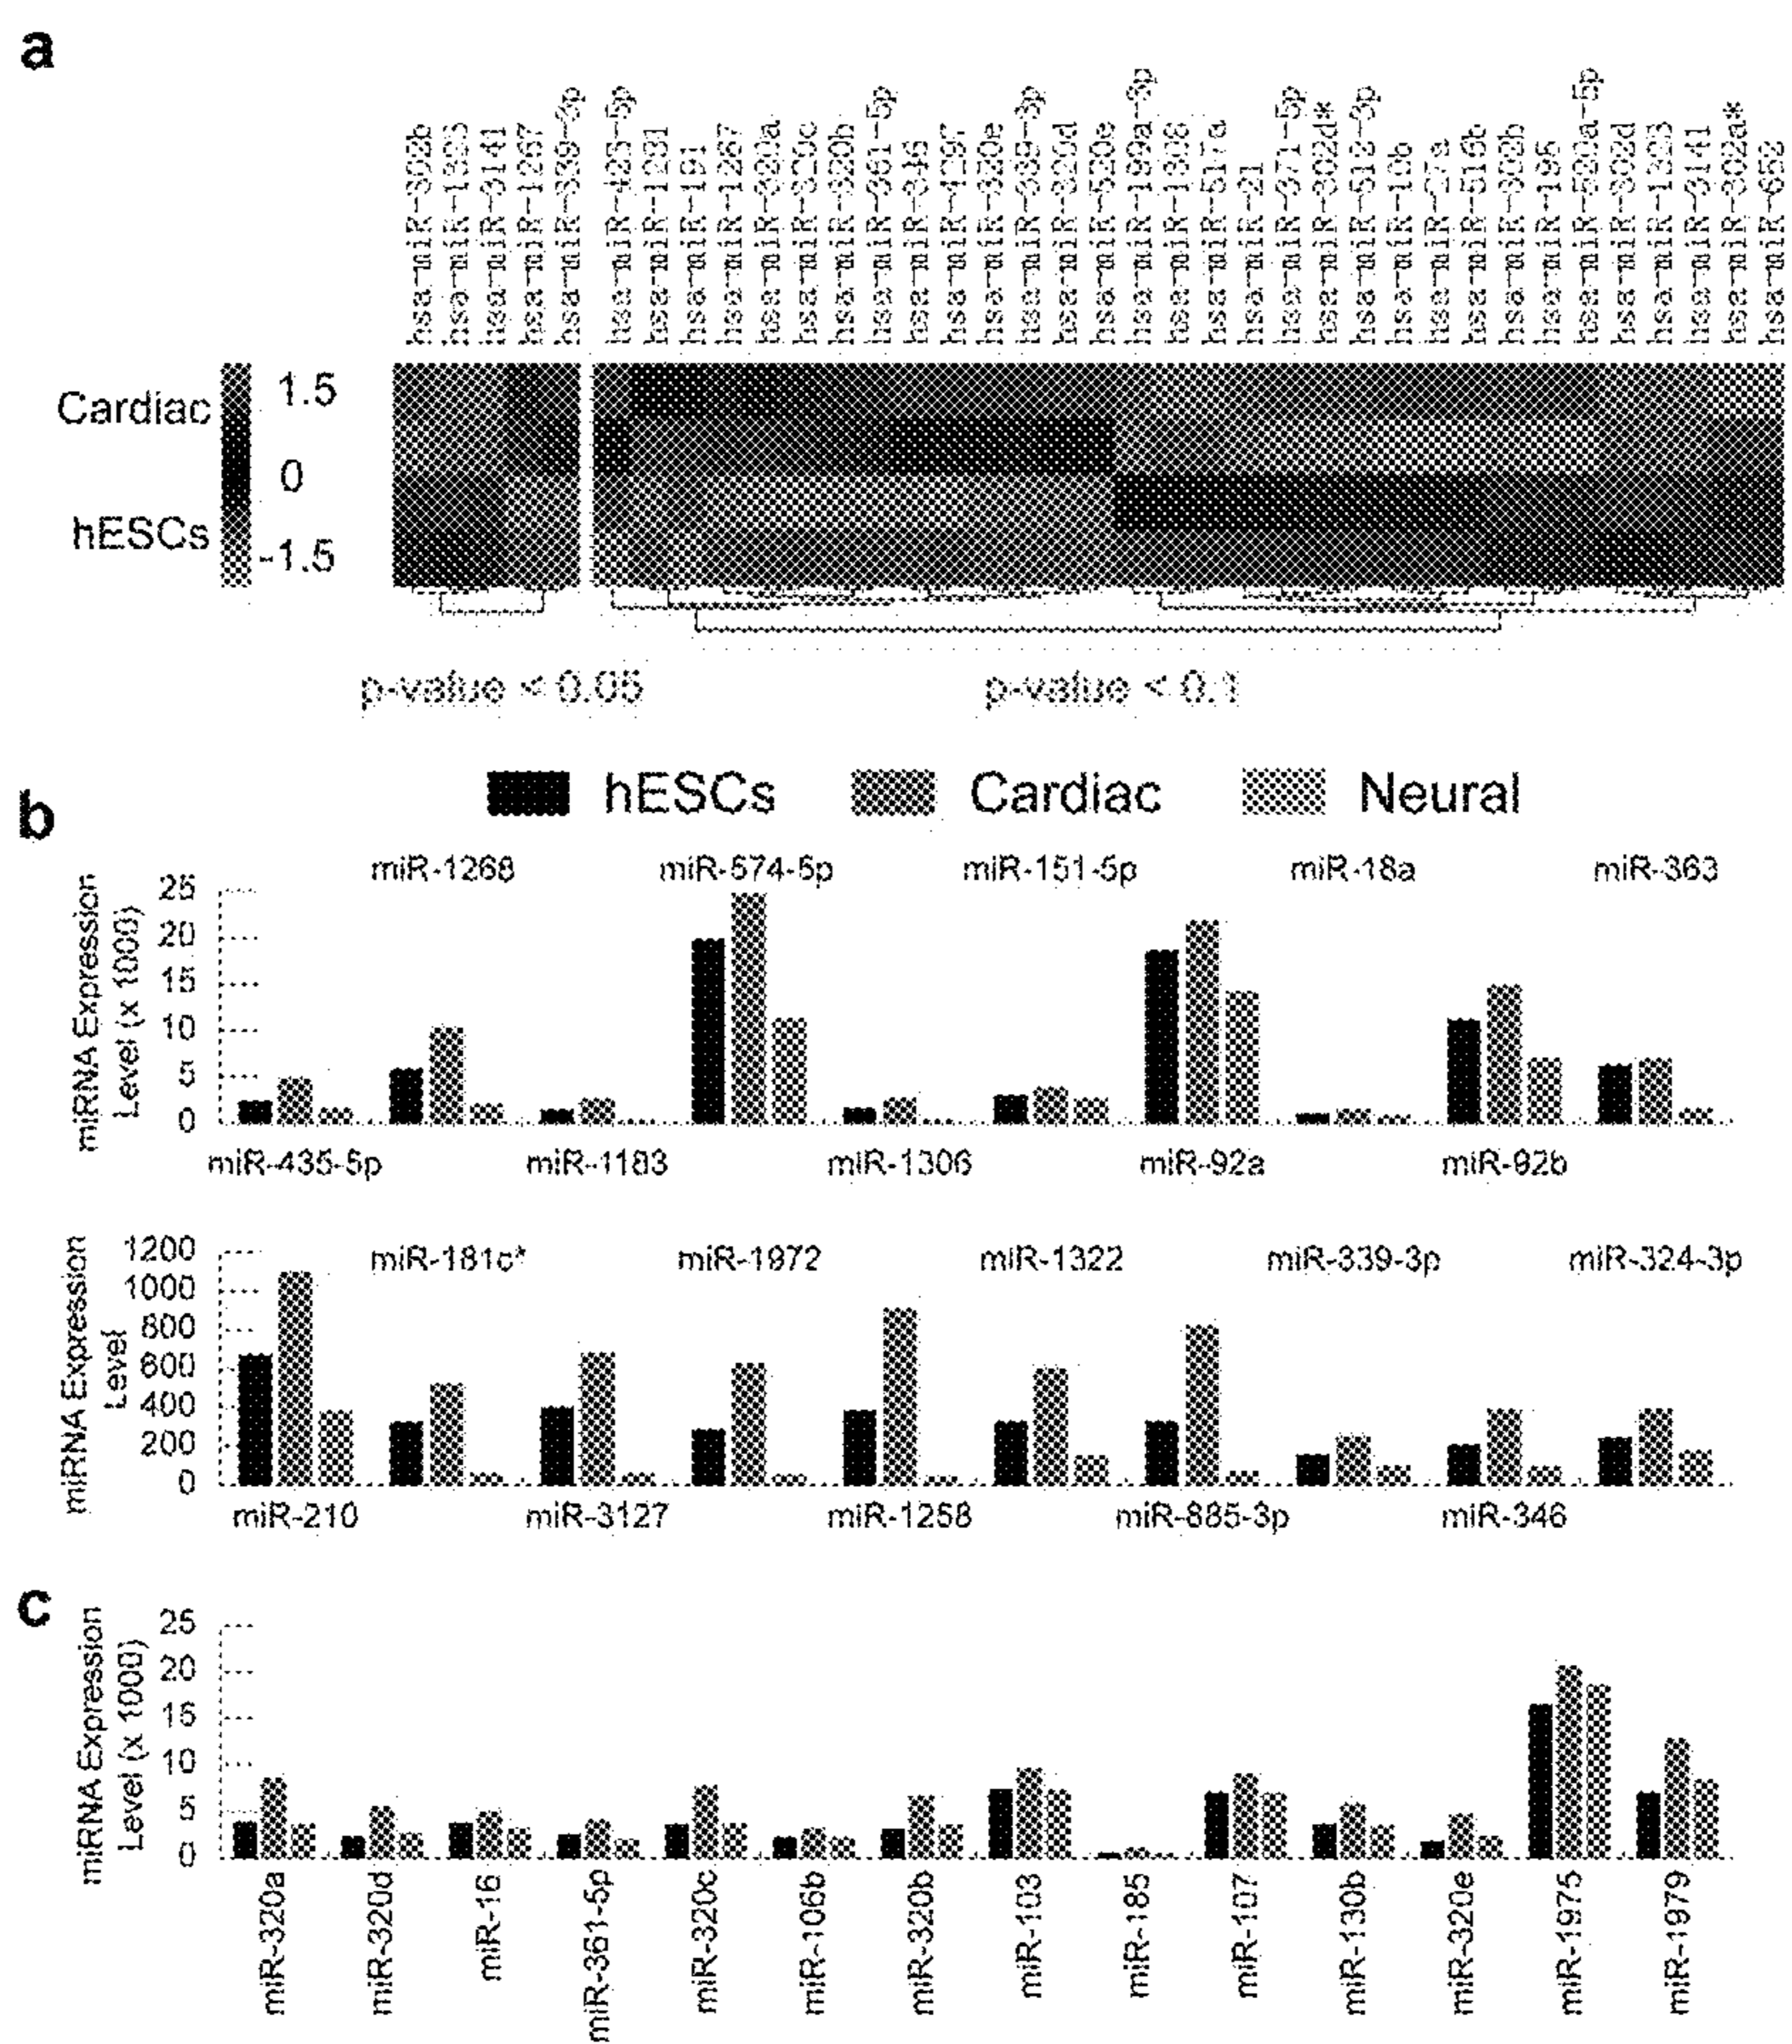 a
hsa-miR-302b
hsa-miR-1323
hsa-miR-3141
hsa-miR-1267
hsa-miR-339-3p
hsa-miR-423-5p
hsa-miR-1231
hsa-miR-191
hsa-miR-1267
hsa-miR-320a
hsa-miR-320c
hsa-miR-320b
hsa-miR-361-5p
hsa-miR-346
hsa-miR-320e
hsa-miR-339-3p
hsa-miR-320d
hsa-miR-520e
hsa-miR-199a-3p
hsa-miR-1308
hsa-miR-517a
hsa-miR-21
hsa-miR-371-5p
hsa-miR-302d*
hsa-miR-512-3p
hsa-miR-27a
hsa-miR-516b
hsa-miR-302b
hsa-miR-195
hsa-miR-520a-5p
hsa-miR-302d
hsa-miR-1323
hsa-miR-3141
hsa-miR-302a*
Cardiac
hESCs
1.5
0
-1.5
p-value < 0.05
p-value < 0.1
b
hESCs
Cardiac
Neural
miRNA Expression
Level (x 1000)
25
20
15
10
5
0
miR-1268
miR-574-5p
miR-151-5p
miR-18a
miR-363
miR-435-5p
miR-1183
miR-1306
miR-92a
miR-92b
miRNA Expression
Level
1200
1000
800
600
400
200
0
miR-181c*
miR-1972
miR-1322
miR-339-3p
miR-324-3p
miR-210
miR-3127
miR-1258
miR-885-3p
miR-346
c
miRNA Expression
Level (x 1000)
25
20
15
10
5
0
miR-320a
miR-320d
miR-16
miR-361-5p
miR-320c
miR-106b
miR-320b
miR-103
miR-185
miR-107
miR-130b
miR-320e
miR-1975
miR-1979